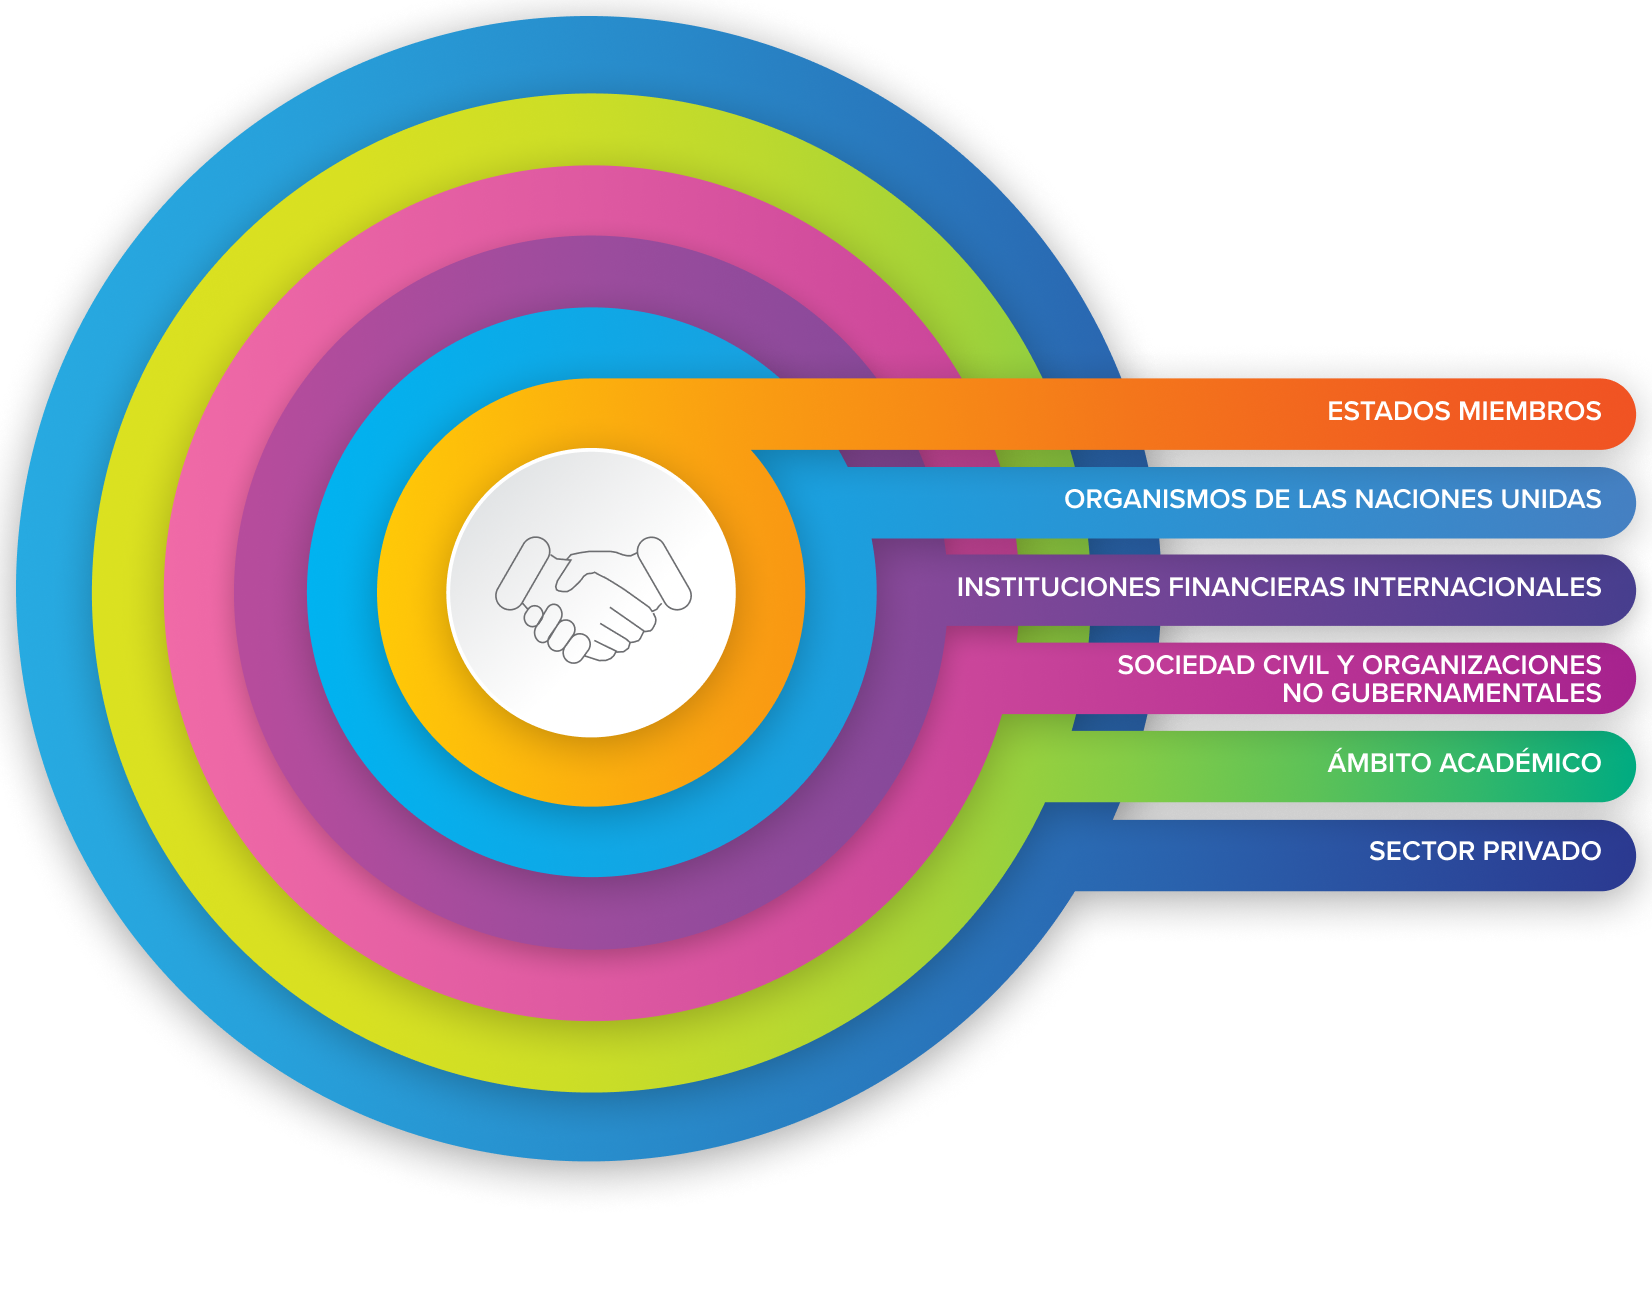 ESTADOS MIEMBROS
ORGANISMOS DE LAS NACIONES UNIDAS
INSTITUCIONES FINANCIERAS INTERNACIONALES
SOCIEDAD CIVIL Y ORGANIZACIONES
NO GUBERNAMENTALES
ÁMBITO ACADÉMICO
SECTOR PRIVADO